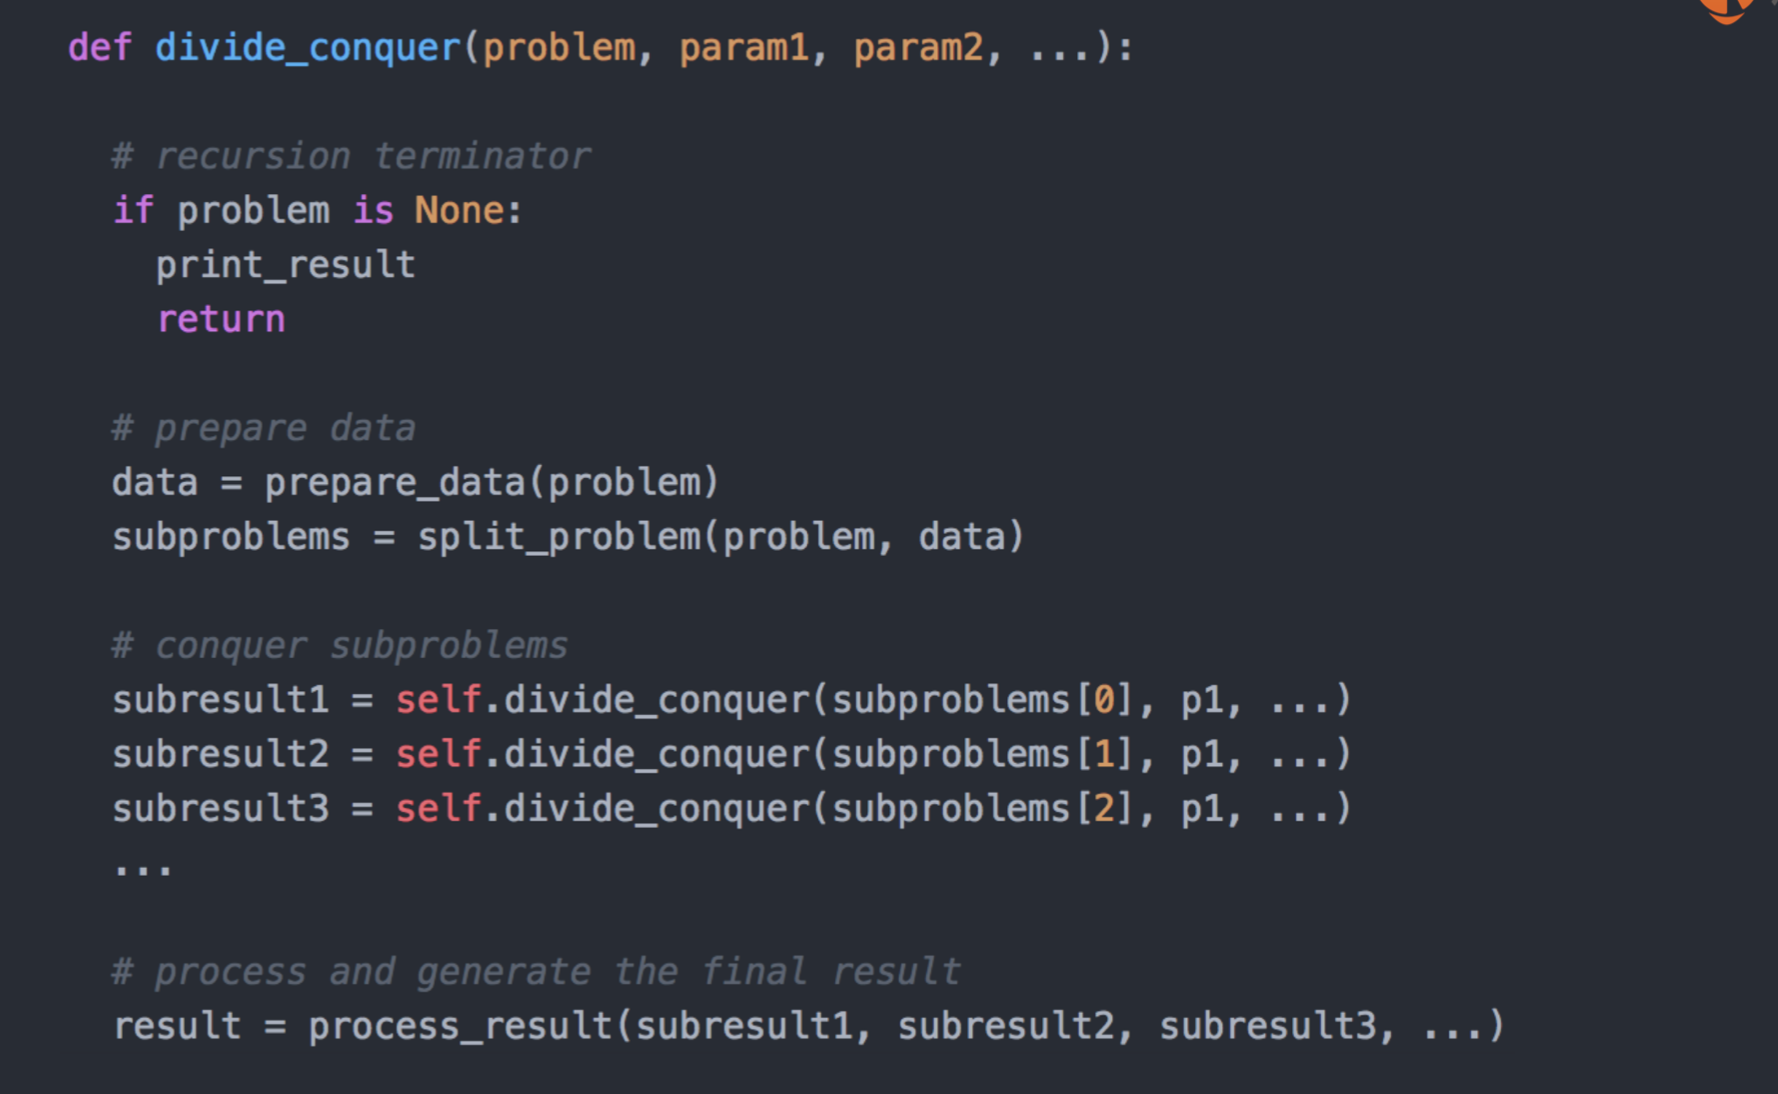 def divide_conquer(problem, param1, param2, ...):
# recursion terminator
if problem is None:
print_result
return
# prepare data
data = prepare_data(problem)
subproblems = split_problem(problem, data)
# conquer subproblems
subresult1 = self.divide_conquer(subproblems[0], p1, ...)
subresult2 = self.divide_conquer(subproblems[1], p1, ...)
subresult3 = self.divide_conquer(subproblems[2], p1, ...)
...
# process and generate the final result
result = process_result(subresult1, subresult2, subresult3, ...)